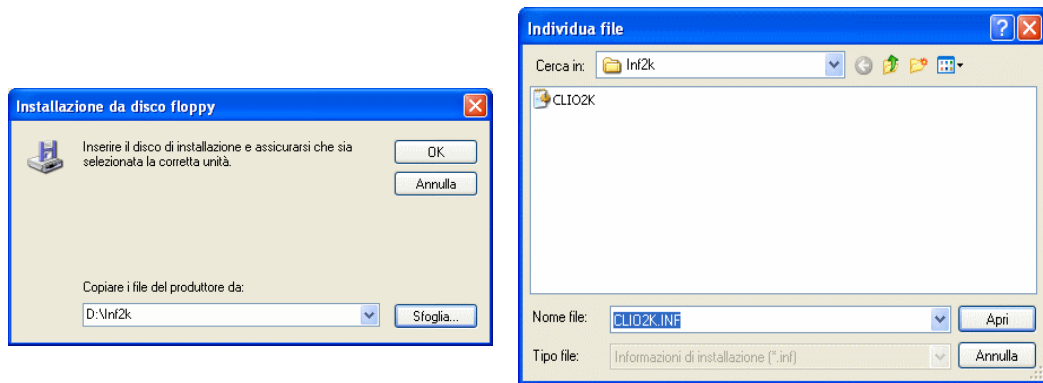 Installazione da disco floppy
Inserire il disco di installazione e assicurarsi che sia
selezionata la corretta unità.
OK
Annulla
Copiare i file del produttore da:
D:\Inf2k
Sfoglia...
Individua file
Cerca in:
Inf2k
CLIO2K
Nome file:
CLIO2K.INF
Apri
Tipo file:
Informazioni di installazione (*.inf)
Annulla